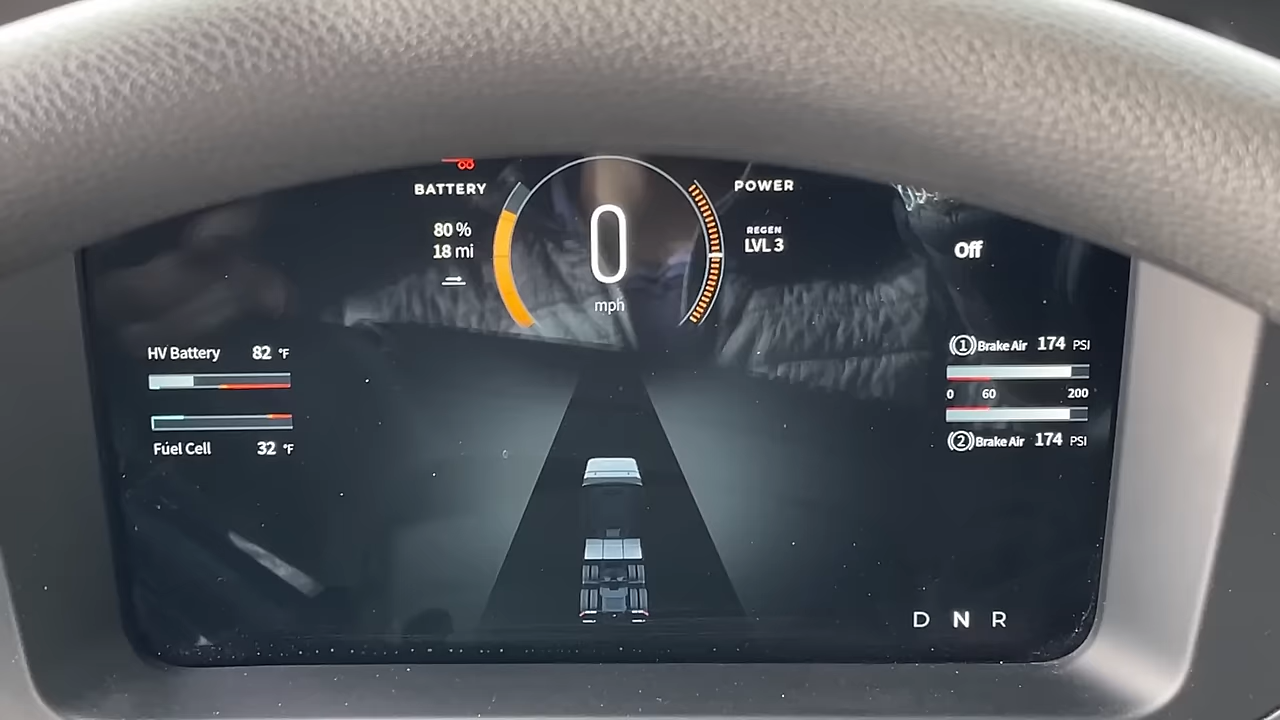 BATTERY
80 %
18 mi
0
mph
POWER
REGEN
LVL 3
Off
HV Battery 82 °F
Fuel Cell 32 °F
1 Brake Air 174 PSI
0 60 200
2 Brake Air 174 PSI
D N R